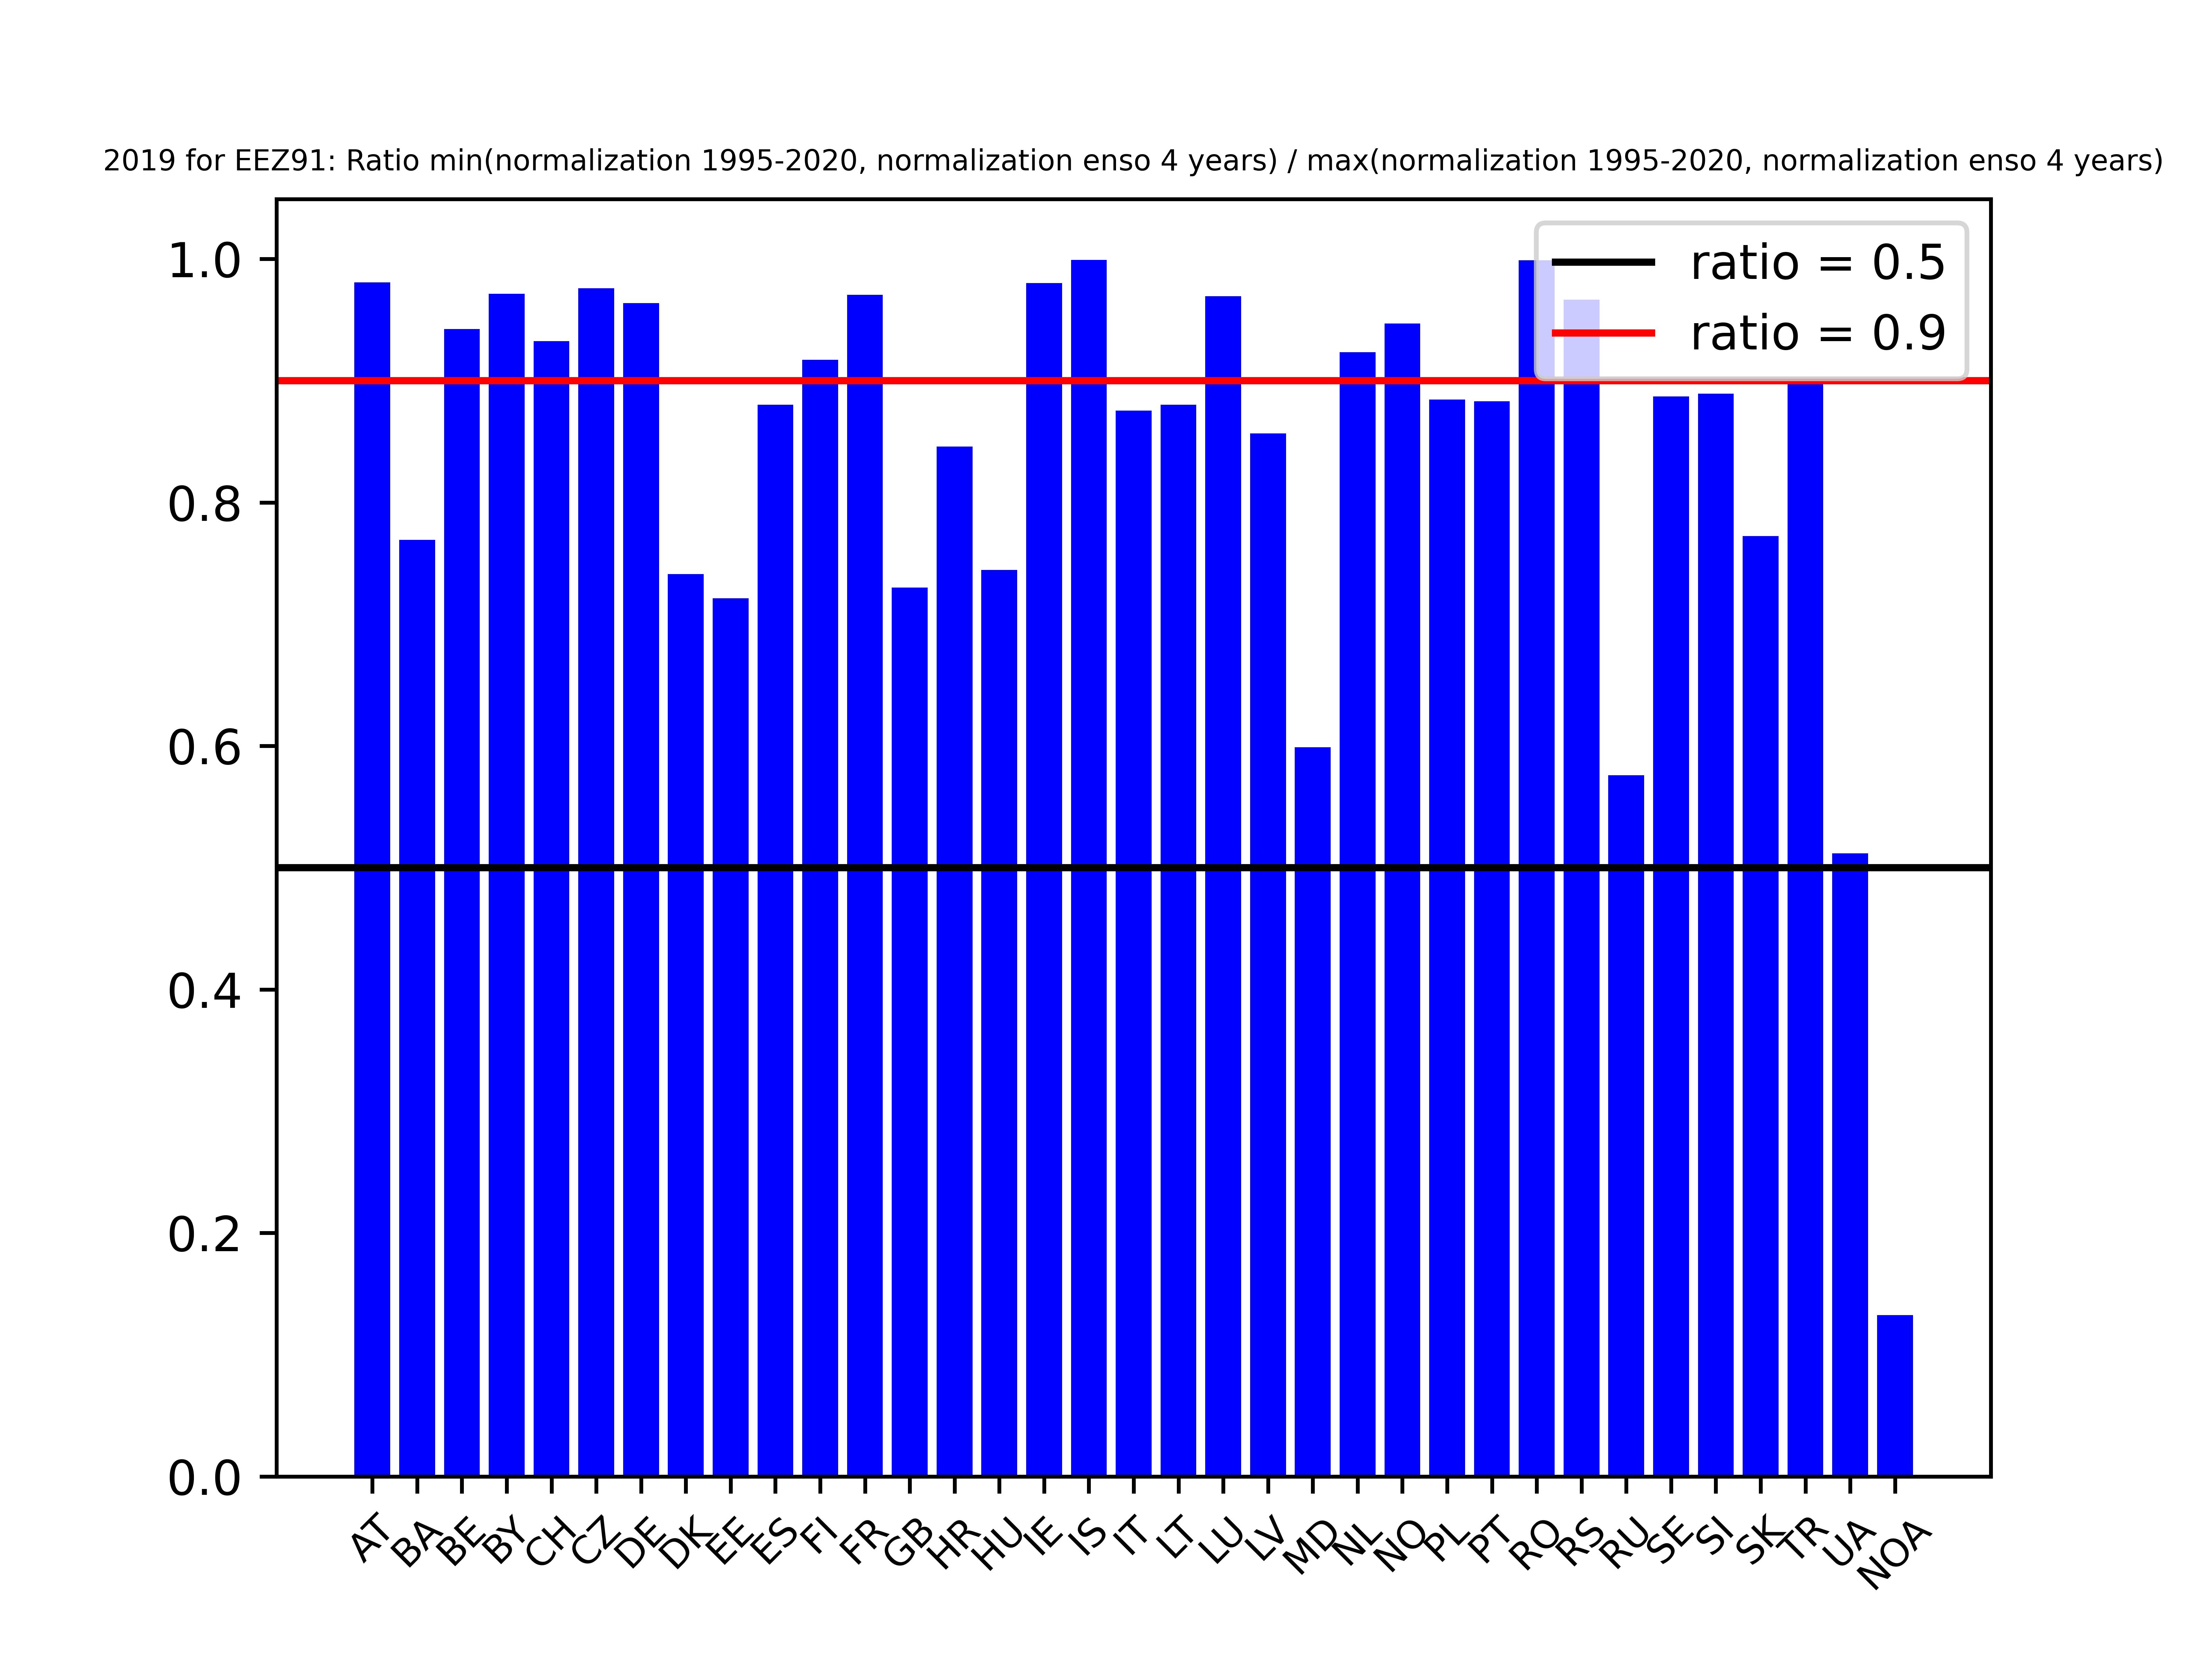 2019 for EEZ91: Ratio min(normalization 1995-2020, normalization enso 4 years) / max(normalization 1995-2020, normalization enso 4 years)
ratio = 0.5
ratio = 0.9
1.0
0.8
0.6
0.4
0.2
0.0
AT BA BE BY CH CZ DE DK EE ES FI FR GB HR HU IE IS IT LT LU LV MD NL NO PL PT RO RS RU SE SI SK TR UA NOA